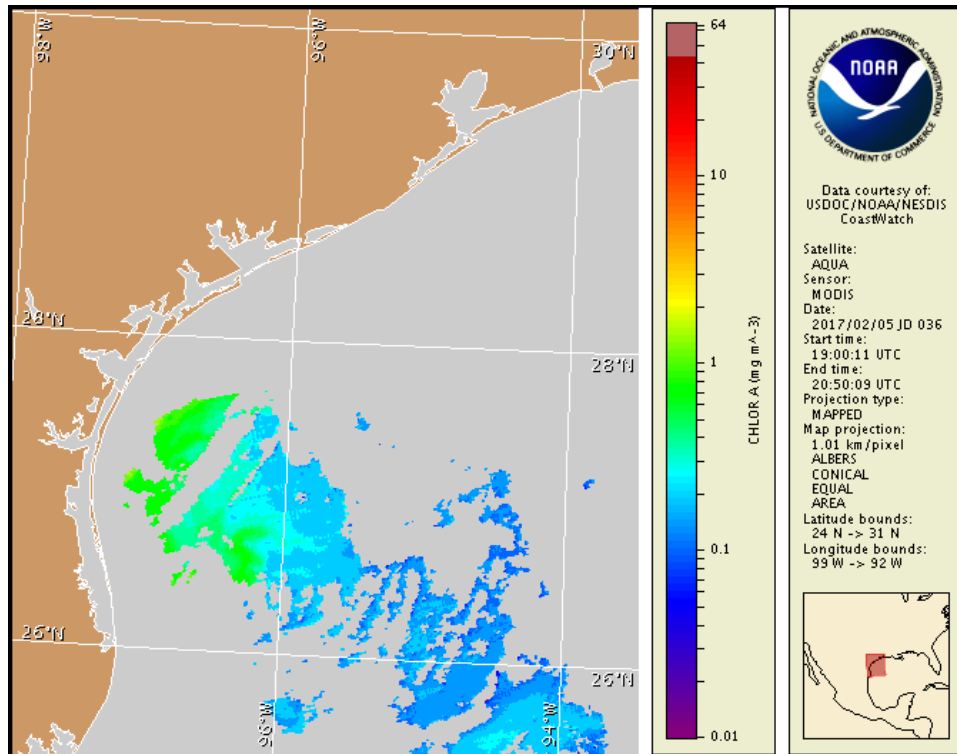 98°W
96°W
30°N
28°N
28°N
26°N
26°N
96°W
94°W
64
10
1
0.1
0.01
CHLOR A (mg m^-3)
NATIONAL OCEANIC AND ATMOSPHERIC ADMINISTRATION
NOAA
U.S. DEPARTMENT OF COMMERCE
Data courtesy of:
USDOC/NOAA/NESDIS
CoastWatch
Satellite:
AQUA
Sensor:
MODIS
Date:
2017/02/05 JD 036
Start time:
19:00:11 UTC
End time:
20:50:09 UTC
Projection type:
MAPPED
Map projection:
1.01 km/pixel
ALBERS
CONICAL
EQUAL
AREA
Latitude bounds:
24 N -> 31 N
Longitude bounds:
99 W -> 92 W